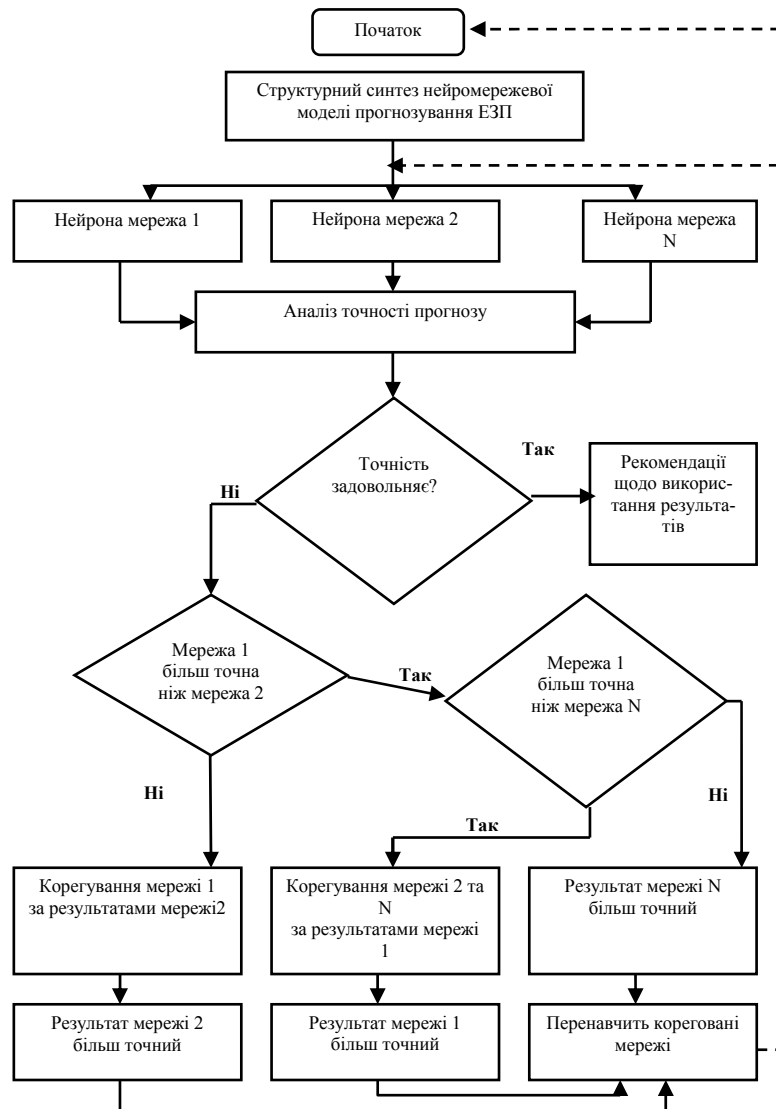 Початок
Структурний синтез нейромережевої
моделі прогнозування ЕЗП
Нейрона мережа 1
Нейрона мережа 2
Нейрона мережа
N
Аналіз точності прогнозу
Точність
задовольняє?
Так
Ні
Рекомендації
щодо викорис-
тання результа-
тів
Мережа 1
більш точна
ніж мережа 2
Так
Мережа 1
більш точна
ніж мережа N
Ні
Так
Ні
Корегування мережі 1
за результатами мережі2
Корегування мережі 2 та
N
за результатами мережі
1
Результат мережі N
більш точний
Результат мережі 2
більш точний
Результат мережі 1
більш точний
Перенавчить кореговані
мережі